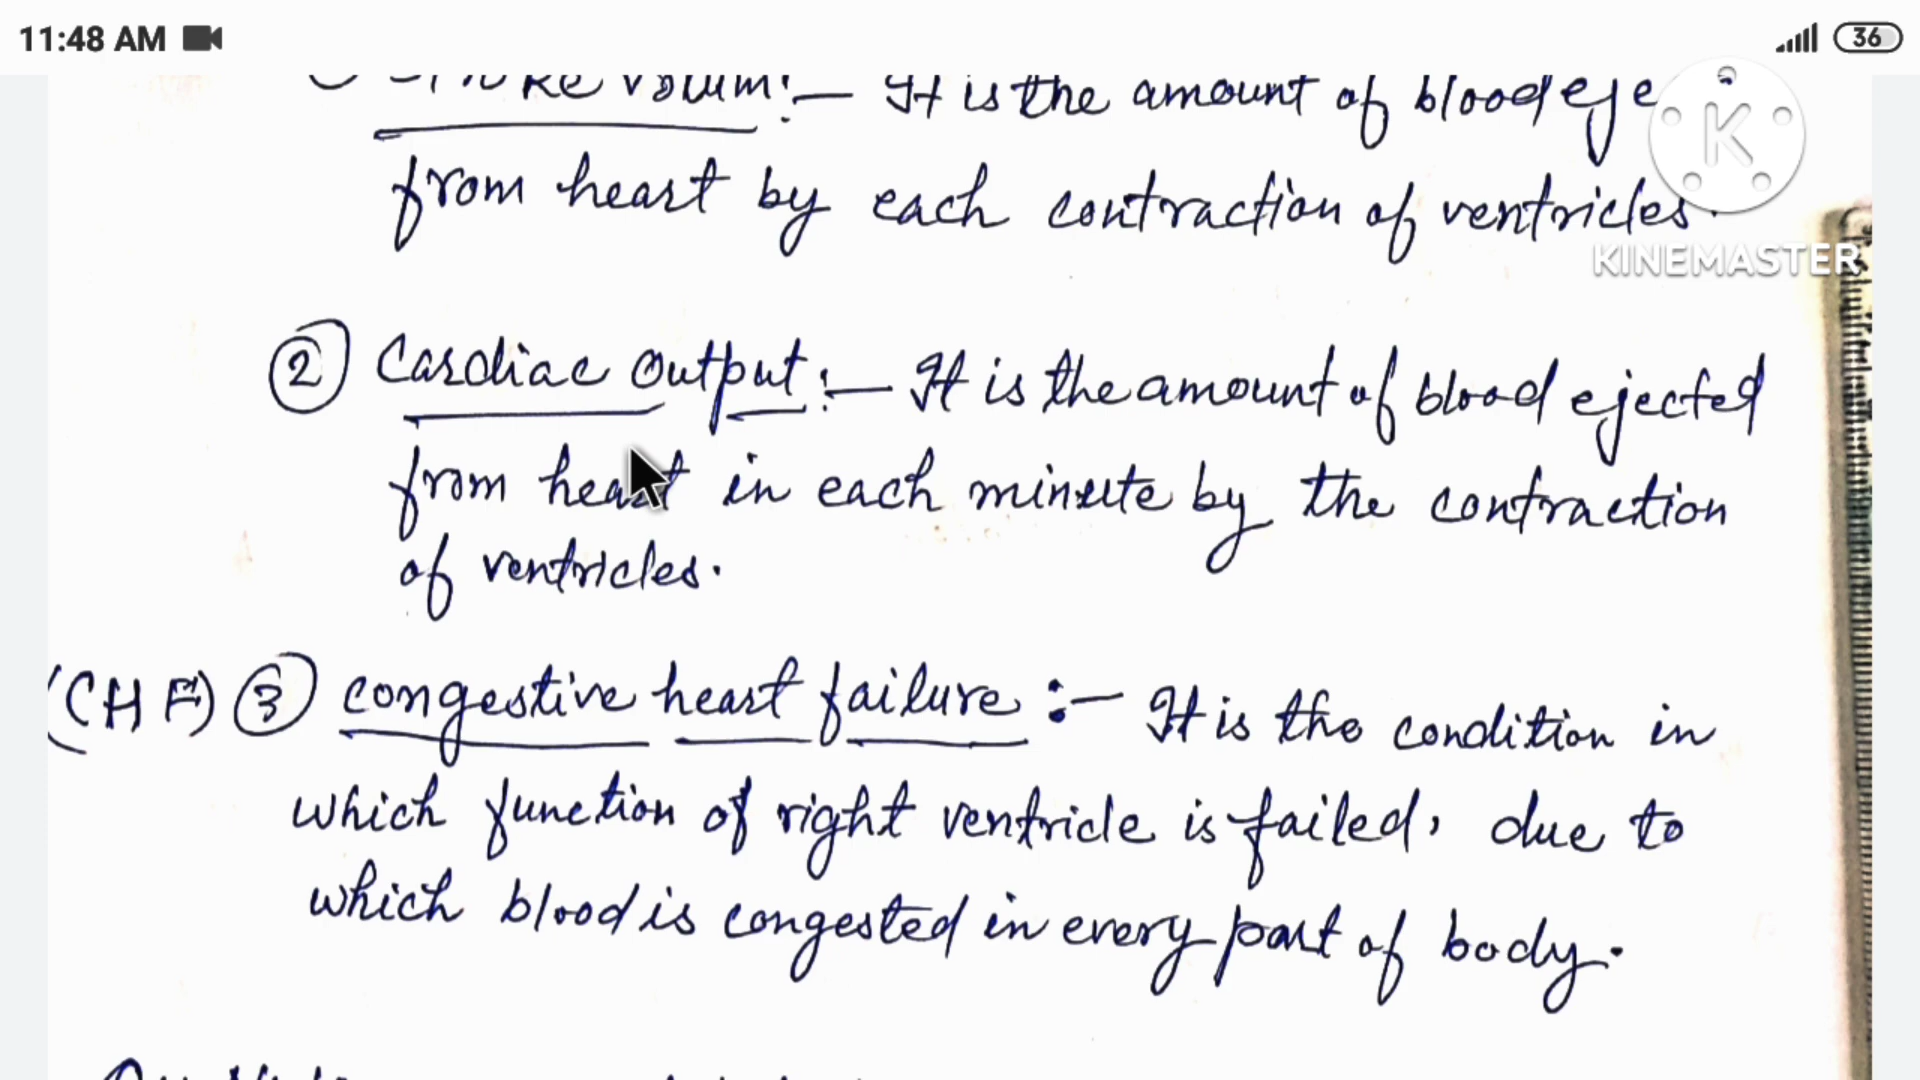 11:48 AM
36
Volum:- It is the amount of blood eje
from heart by each contraction of ventricles.
KINEMASTER
② Cardiac Output:- It is the amount of blood ejected
from heart in each minute by the contraction
of ventricles.
(CHF) ③ Congestive heart failure:- It is the condition in
which function of right ventricle is failed, due to
which blood is congested in every part of body.